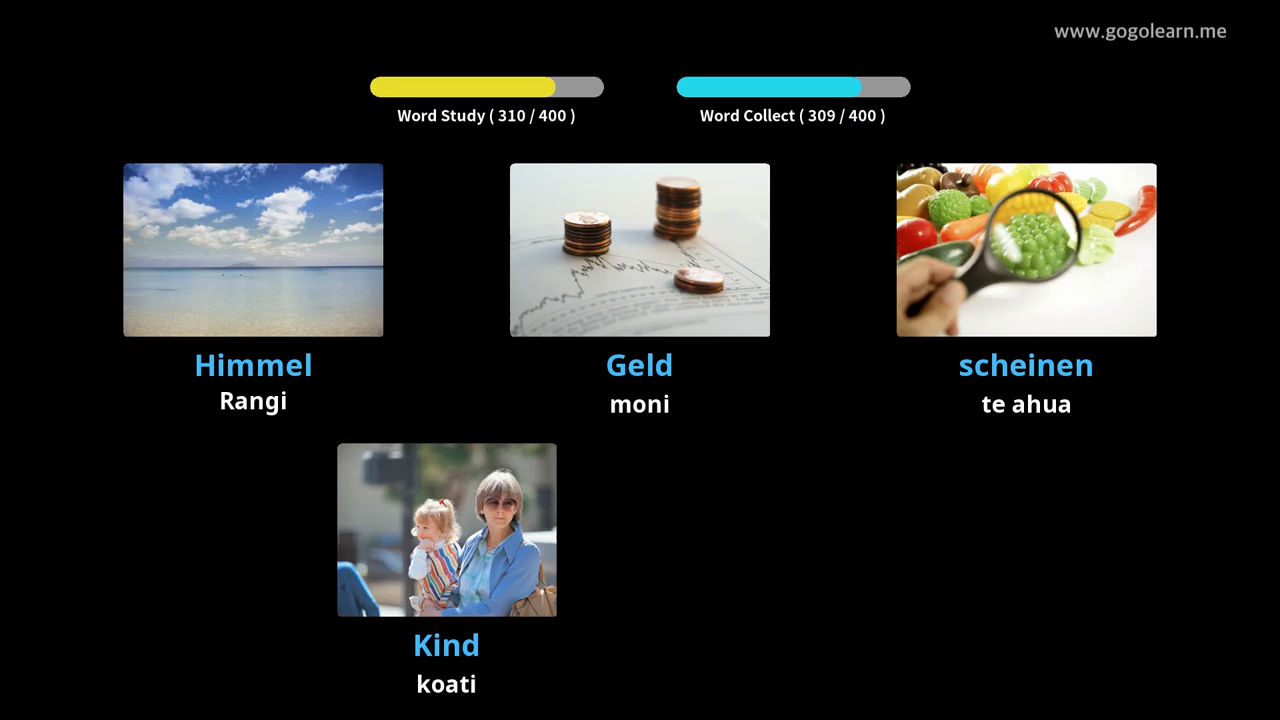 www.gogolearn.me
Word Study ( 310 / 400 )
Word Collect ( 309 / 400 )
Himmel
Rangi
Geld
moni
scheinen
te ahua
Kind
koati